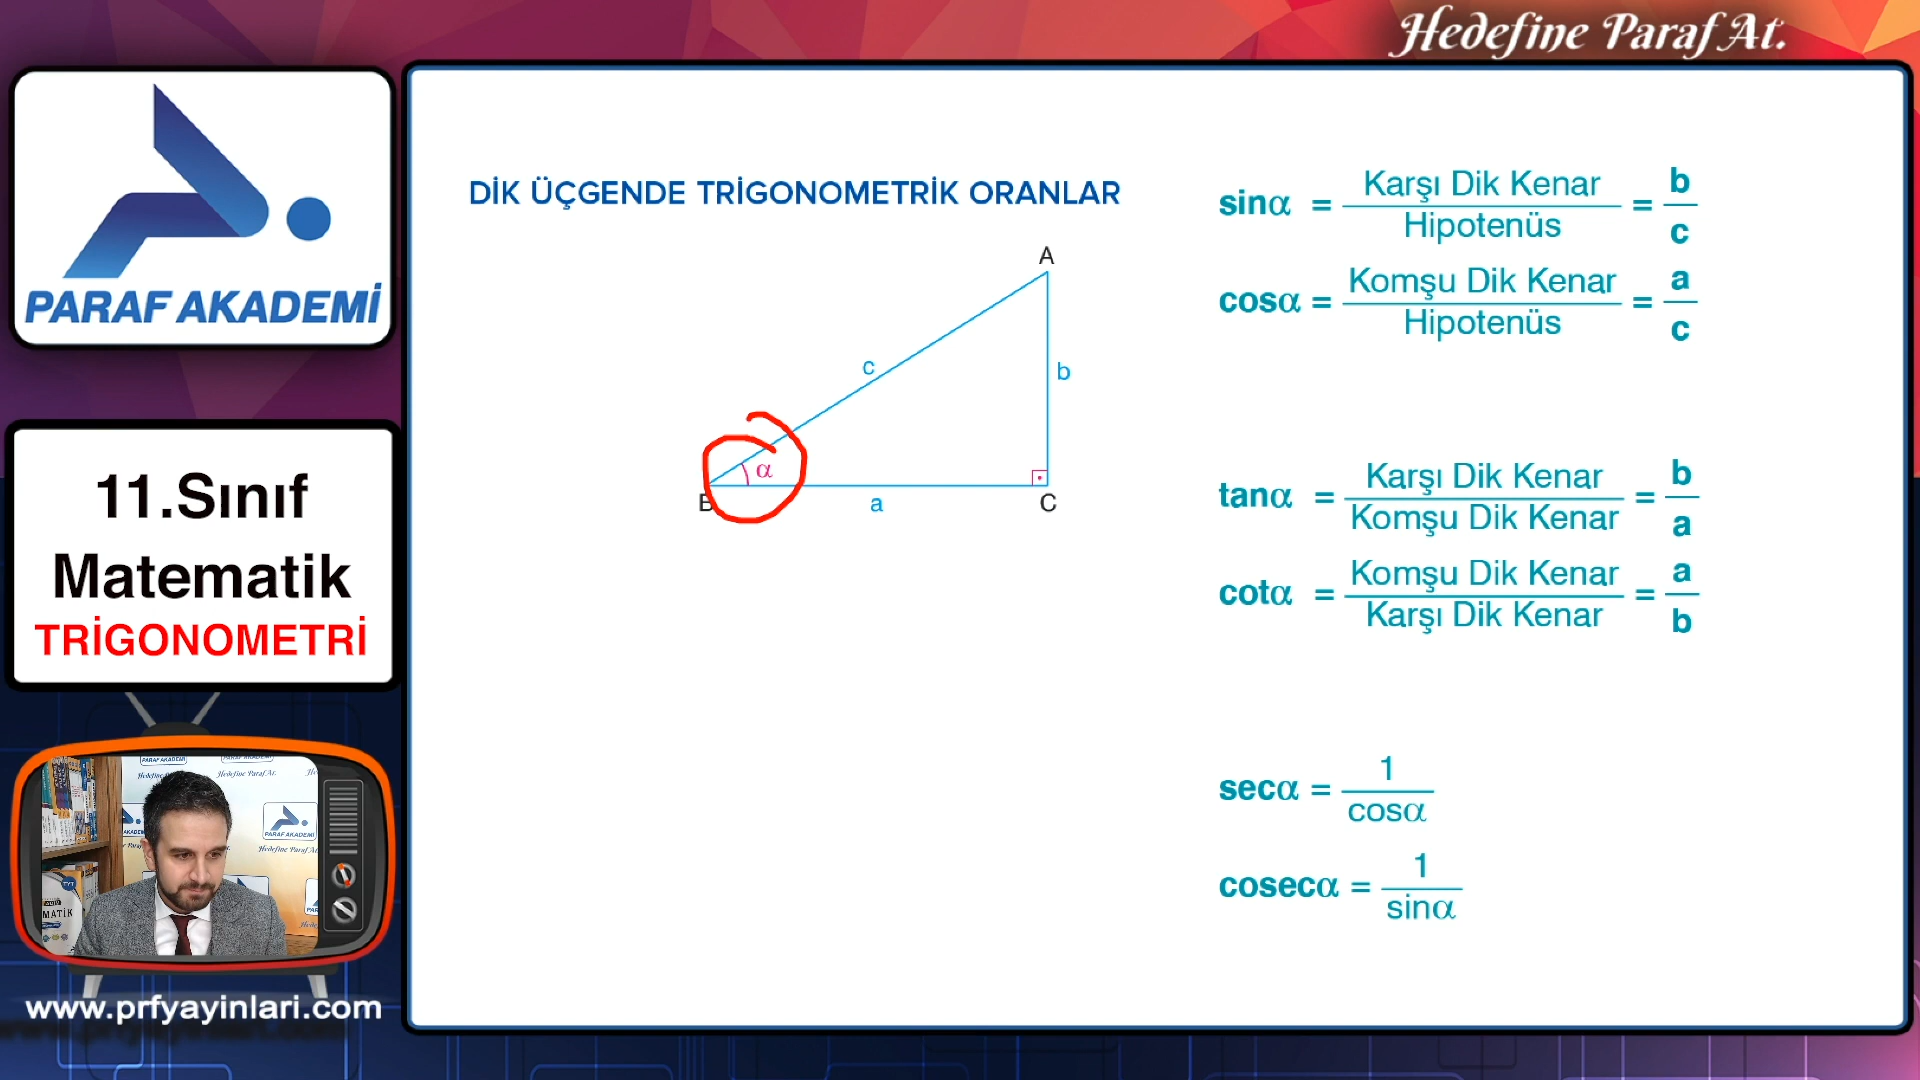 Hedefine Paraf At.
PARAF AKADEMİ
11.Sınıf
Matematik
TRİGONOMETRİ
www.prfyayinlari.com
DİK ÜÇGENDE TRİGONOMETRİK ORANLAR
A
c
b
α
B
a
C
sinα = Karşı Dik Kenar / Hipotenüs = b / c
cosα = Komşu Dik Kenar / Hipotenüs = a / c
tanα = Karşı Dik Kenar / Komşu Dik Kenar = b / a
cotα = Komşu Dik Kenar / Karşı Dik Kenar = a / b
secα = 1 / cosα
cosecα = 1 / sinα